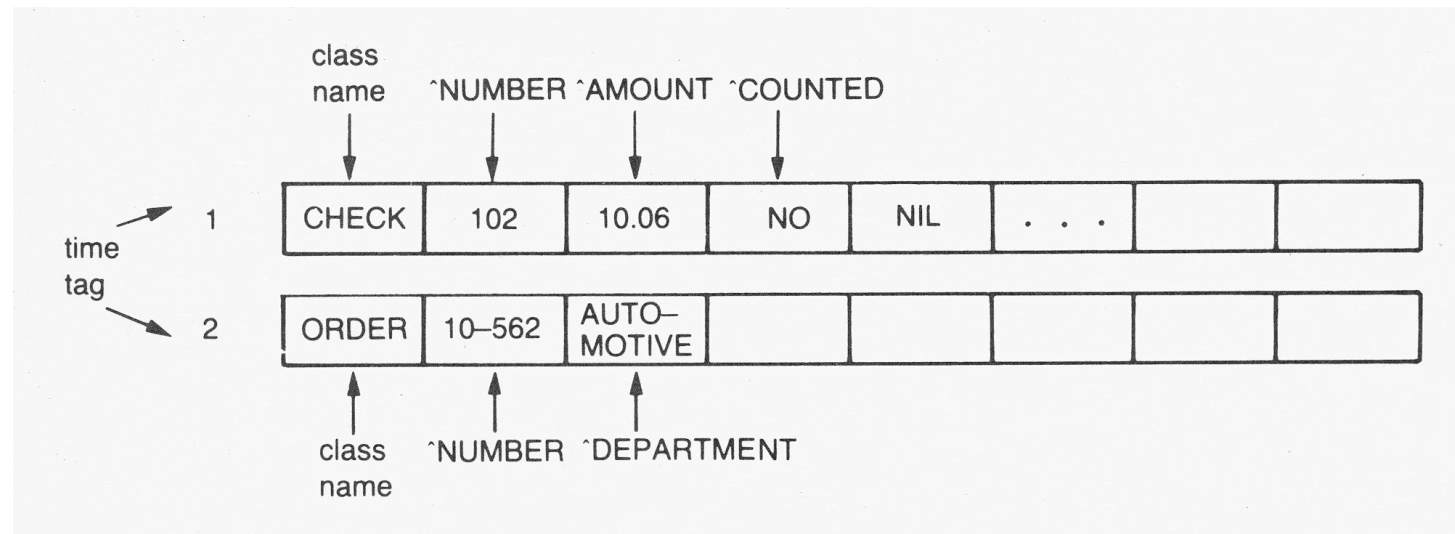 class
name ^NUMBER ^AMOUNT ^COUNTED
time
tag
1 CHECK 102 10.06 NO NIL . . .
2 ORDER 10–562 AUTO–
MOTIVE
class
name ^NUMBER ^DEPARTMENT